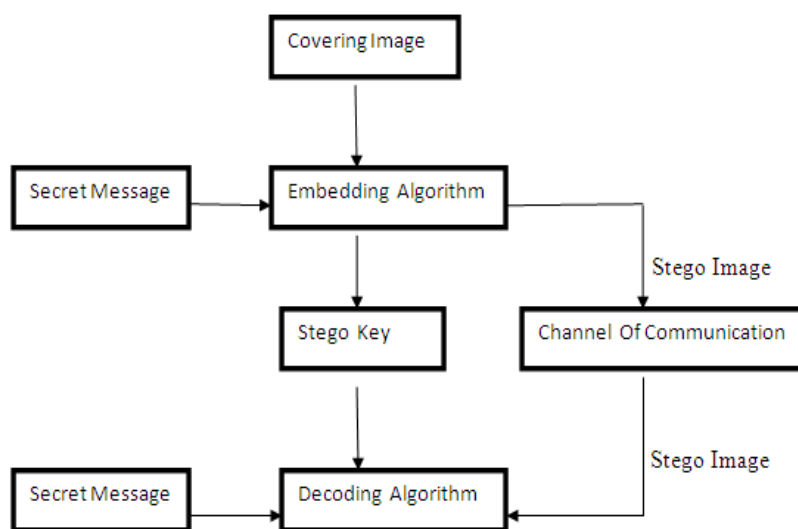 Covering Image
Secret Message
Embedding Algorithm
Stego Image
Stego Key
Channel Of Communication
Stego Image
Secret Message
Decoding Algorithm